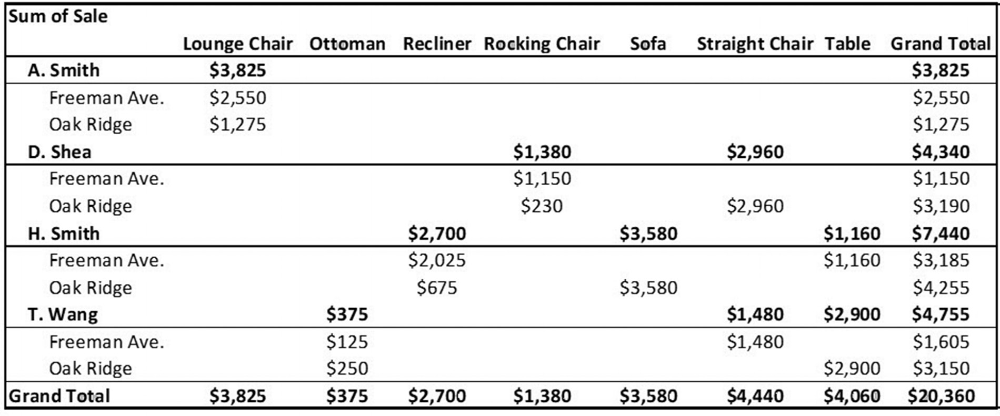 Sum of Sale
Lounge Chair Ottoman Recliner Rocking Chair Sofa Straight Chair Table Grand Total
A. Smith $3,825 $3,825
Freeman Ave. $2,550 $2,550
Oak Ridge $1,275 $1,275
D. Shea $1,380 $2,960 $4,340
Freeman Ave. $1,150 $1,150
Oak Ridge $230 $2,960 $3,190
H. Smith $2,700 $3,580 $1,160 $7,440
Freeman Ave. $2,025 $1,160 $3,185
Oak Ridge $675 $3,580 $4,255
T. Wang $375 $1,480 $2,900 $4,755
Freeman Ave. $125 $1,480 $1,605
Oak Ridge $250 $2,900 $3,150
Grand Total $3,825 $375 $2,700 $1,380 $3,580 $4,440 $4,060 $20,360